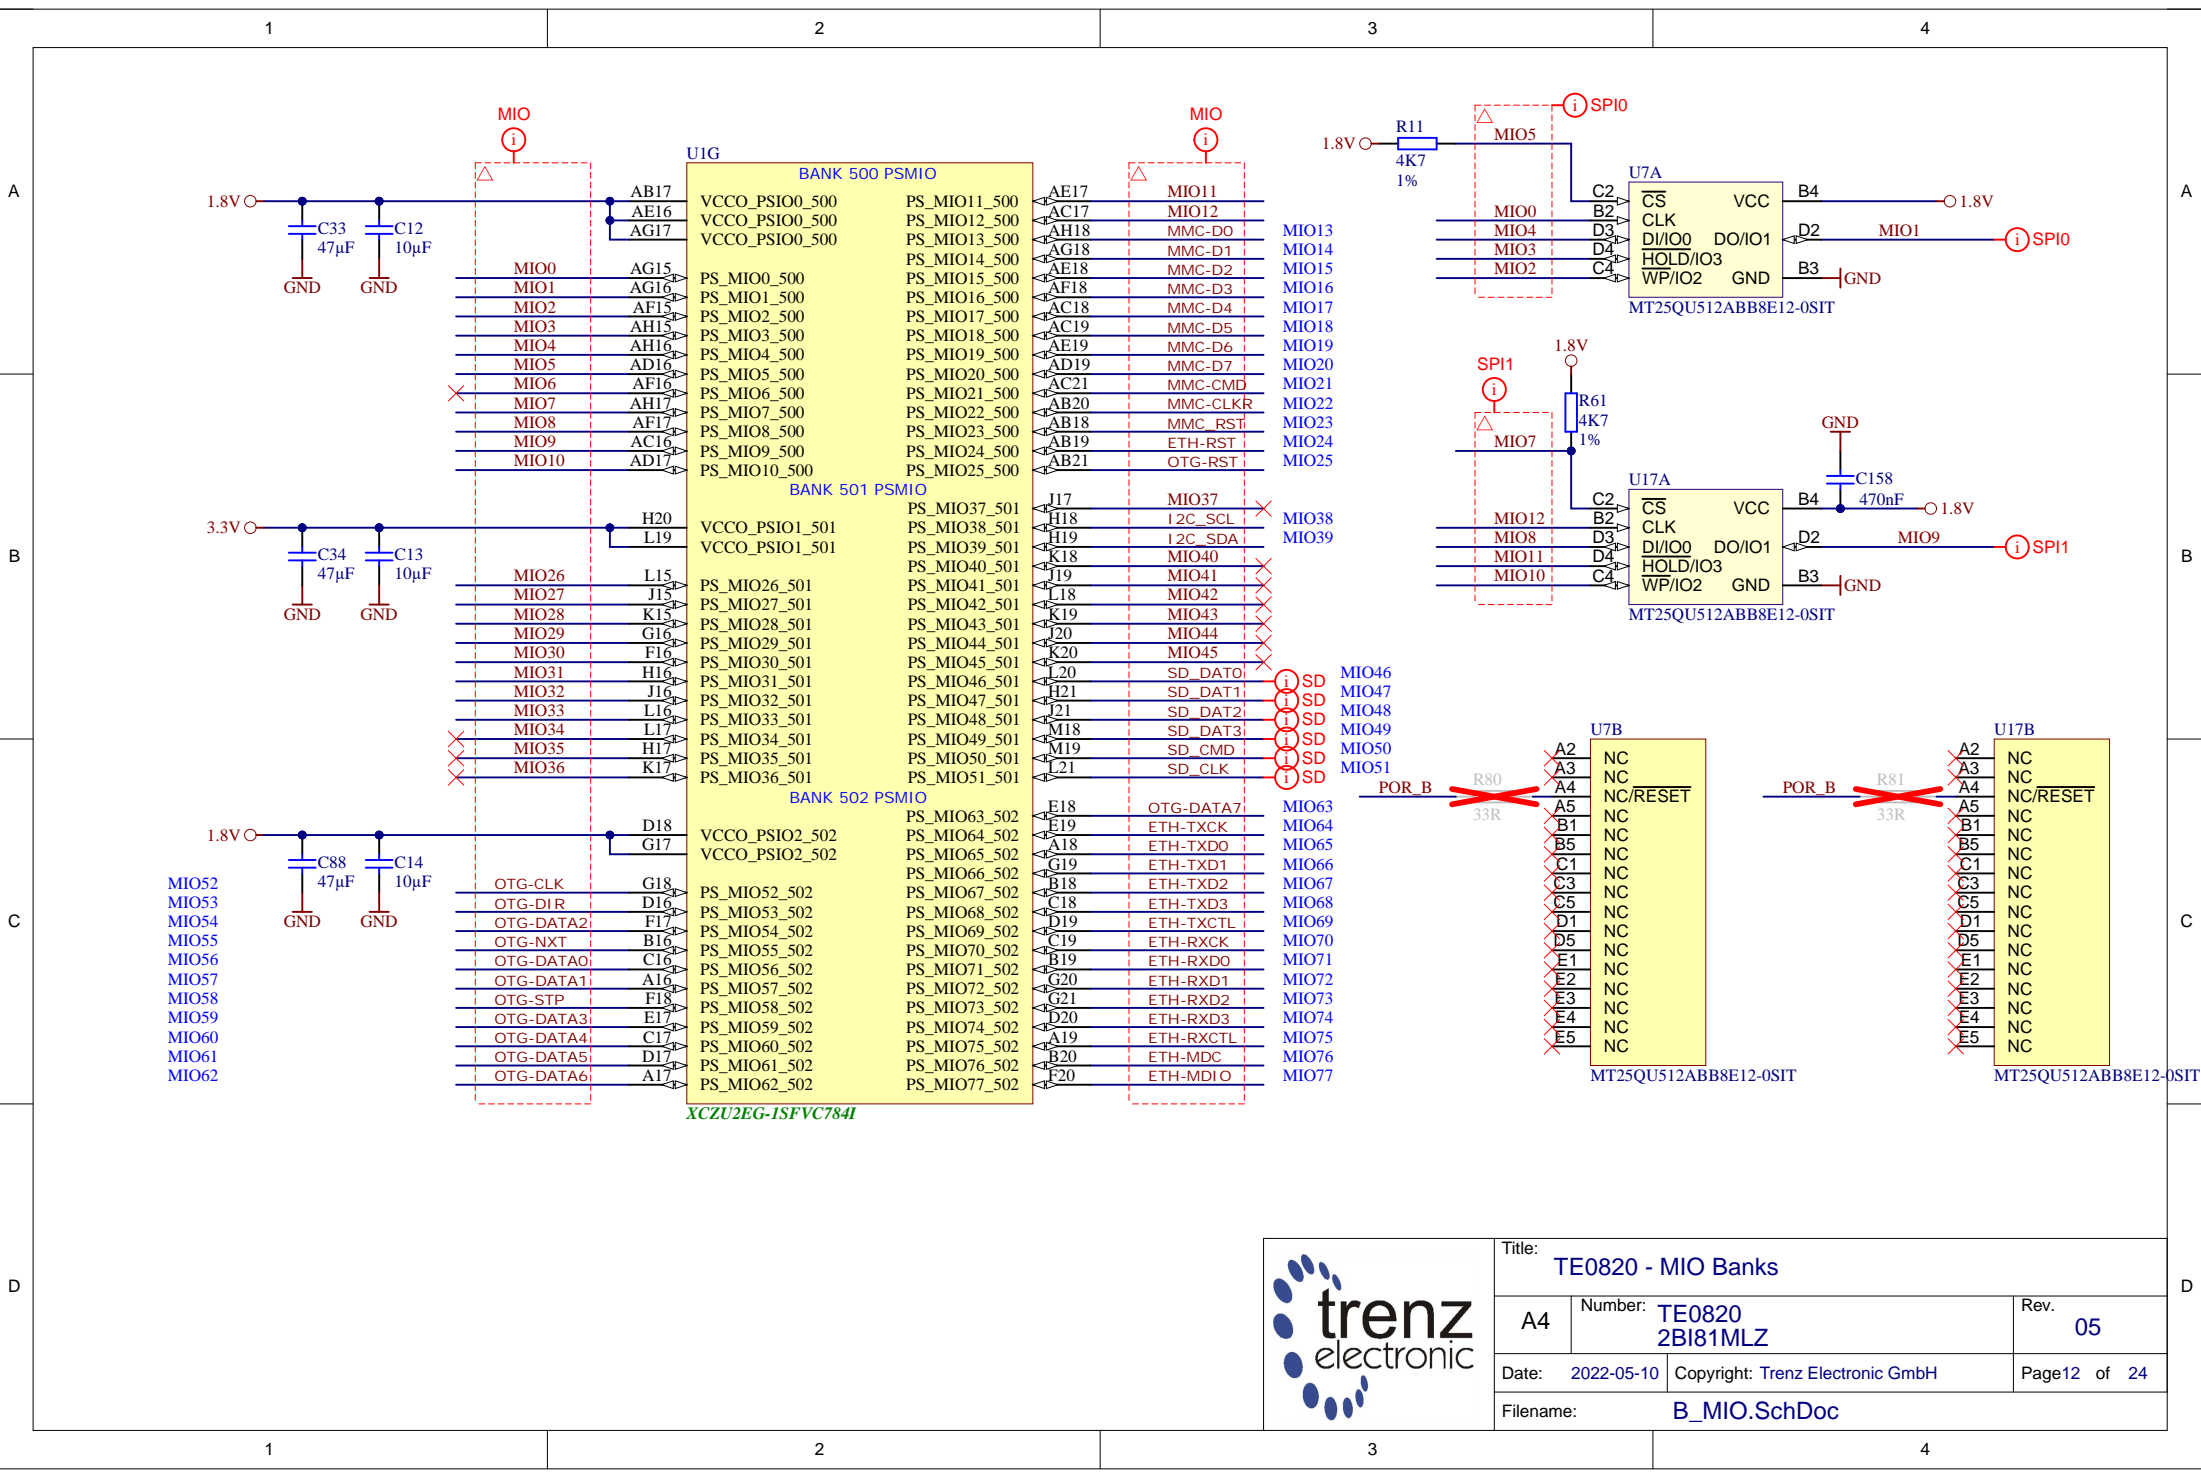 1 2 3 4
A A
B B
C C
D D
MIO
MIO
U1G
BANK 500 PSMIO
1.8V
C33
47µF
GND
C12
10µF
GND
AB17 VCCO_PSIO0_500
AE16 VCCO_PSIO0_500
AG17 VCCO_PSIO0_500
MIO0 AG15 PS_MIO0_500
MIO1 AG16 PS_MIO1_500
MIO2 AF15 PS_MIO2_500
MIO3 AH15 PS_MIO3_500
MIO4 AH16 PS_MIO4_500
MIO5 AD16 PS_MIO5_500
MIO6 AF16 PS_MIO6_500
MIO7 AH17 PS_MIO7_500
MIO8 AF17 PS_MIO8_500
MIO9 AC16 PS_MIO9_500
MIO10 AD17 PS_MIO10_500
PS_MIO11_500 AE17 MIO11
PS_MIO12_500 AC17 MIO12
PS_MIO13_500 AH18 MMC-D0 MIO13
PS_MIO14_500 AG18 MMC-D1 MIO14
PS_MIO15_500 AE18 MMC-D2 MIO15
PS_MIO16_500 AF18 MMC-D3 MIO16
PS_MIO17_500 AC18 MMC-D4 MIO17
PS_MIO18_500 AC19 MMC-D5 MIO18
PS_MIO19_500 AE19 MMC-D6 MIO19
PS_MIO20_500 AD19 MMC-D7 MIO20
PS_MIO21_500 AC21 MMC-CMD MIO21
PS_MIO22_500 AB20 MMC-CLKR MIO22
PS_MIO23_500 AB18 MMC_RST MIO23
PS_MIO24_500 AB19 ETH-RST MIO24
PS_MIO25_500 AB21 OTG-RST MIO25
BANK 501 PSMIO
3.3V
C34
47µF
GND
C13
10µF
GND
H20 VCCO_PSIO1_501
L19 VCCO_PSIO1_501
MIO26 L15 PS_MIO26_501
MIO27 J15 PS_MIO27_501
MIO28 K15 PS_MIO28_501
MIO29 G16 PS_MIO29_501
MIO30 F16 PS_MIO30_501
MIO31 H16 PS_MIO31_501
MIO32 J16 PS_MIO32_501
MIO33 L16 PS_MIO33_501
MIO34 L17 PS_MIO34_501
MIO35 H17 PS_MIO35_501
MIO36 K17 PS_MIO36_501
PS_MIO37_501 J17 MIO37
PS_MIO38_501 H18 I2C_SCL MIO38
PS_MIO39_501 H19 I2C_SDA MIO39
PS_MIO40_501 K18 MIO40
PS_MIO41_501 J19 MIO41
PS_MIO42_501 L18 MIO42
PS_MIO43_501 K19 MIO43
PS_MIO44_501 J20 MIO44
PS_MIO45_501 K20 MIO45
PS_MIO46_501 L20 SD_DAT0 SD MIO46
PS_MIO47_501 H21 SD_DAT1 SD MIO47
PS_MIO48_501 J21 SD_DAT2 SD MIO48
PS_MIO49_501 M18 SD_DAT3 SD MIO49
PS_MIO50_501 M19 SD_CMD SD MIO50
PS_MIO51_501 L21 SD_CLK SD MIO51
BANK 502 PSMIO
1.8V
C88
47µF
GND
C14
10µF
GND
D18 VCCO_PSIO2_502
G17 VCCO_PSIO2_502
MIO52 OTG-CLK G18 PS_MIO52_502
MIO53 OTG-DIR D16 PS_MIO53_502
MIO54 OTG-DATA2 F17 PS_MIO54_502
MIO55 OTG-NXT B16 PS_MIO55_502
MIO56 OTG-DATA0 C16 PS_MIO56_502
MIO57 OTG-DATA1 A16 PS_MIO57_502
MIO58 OTG-STP F18 PS_MIO58_502
MIO59 OTG-DATA3 E17 PS_MIO59_502
MIO60 OTG-DATA4 C17 PS_MIO60_502
MIO61 OTG-DATA5 D17 PS_MIO61_502
MIO62 OTG-DATA6 A17 PS_MIO62_502
PS_MIO63_502 E18 OTG-DATA7 MIO63
PS_MIO64_502 E19 ETH-TXCK MIO64
PS_MIO65_502 A18 ETH-TXD0 MIO65
PS_MIO66_502 G19 ETH-TXD1 MIO66
PS_MIO67_502 B18 ETH-TXD2 MIO67
PS_MIO68_502 C18 ETH-TXD3 MIO68
PS_MIO69_502 D19 ETH-TXCTL MIO69
PS_MIO70_502 C19 ETH-RXCK MIO70
PS_MIO71_502 B19 ETH-RXD0 MIO71
PS_MIO72_502 G20 ETH-RXD1 MIO72
PS_MIO73_502 G21 ETH-RXD2 MIO73
PS_MIO74_502 D20 ETH-RXD3 MIO74
PS_MIO75_502 A19 ETH-RXCTL MIO75
PS_MIO76_502 B20 ETH-MDC MIO76
PS_MIO77_502 F20 ETH-MDIO MIO77
XCZU2EG-1SFVC784I
SPI0
1.8V R11 MIO5
4K7
1%
U7A
C2 CS VCC B4 1.8V
MIO0 B2 CLK
MIO4 D3 DI/IO0 DO/IO1 D2 MIO1 SPI0
MIO3 D4 HOLD/IO3
MIO2 C4 WP/IO2 GND B3 GND
MT25QU512ABB8E12-0SIT
1.8V
SPI1
R61
4K7
1%
MIO7
GND
C158
470nF
U17A
C2 CS VCC B4 1.8V
MIO12 B2 CLK
MIO8 D3 DI/IO0 DO/IO1 D2 MIO9 SPI1
MIO11 D4 HOLD/IO3
MIO10 C4 WP/IO2 GND B3 GND
MT25QU512ABB8E12-0SIT
U7B
A2 NC
A3 NC
POR_B R80 33R A4 NC/RESET
A5 NC
B1 NC
B5 NC
C1 NC
C3 NC
C5 NC
D1 NC
D5 NC
E1 NC
E2 NC
E3 NC
E4 NC
E5 NC
MT25QU512ABB8E12-0SIT
U17B
A2 NC
A3 NC
POR_B R81 33R A4 NC/RESET
A5 NC
B1 NC
B5 NC
C1 NC
C3 NC
C5 NC
D1 NC
D5 NC
E1 NC
E2 NC
E3 NC
E4 NC
E5 NC
MT25QU512ABB8E12-0SIT
trenz
electronic
Title:
TE0820 - MIO Banks
A4
Number: TE0820
2BI81MLZ
Rev.
05
Date: 2022-05-10 Copyright: Trenz Electronic GmbH Page12 of 24
Filename: B_MIO.SchDoc
1 2 3 4